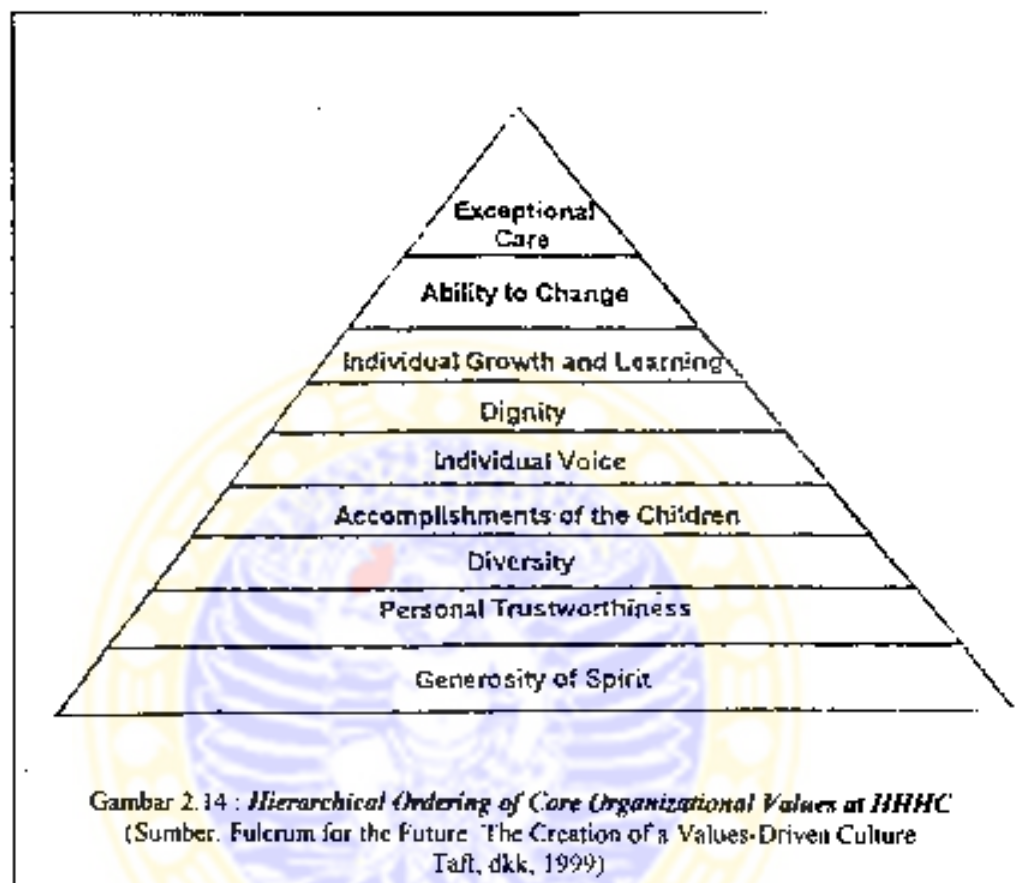 Exceptional
Care
Ability to Change
Individual Growth and Learning
Dignity
Individual Voice
Accomplishments of the Children
Diversity
Personal Trustworthiness
Generosity of Spirit
Gambar 2.14 : Hierarchical Ordering of Core Organizational Values at HHHC
(Sumber. Fulcrum for the Future The Creation of a Values-Driven Culture
Taft, dkk, 1999)